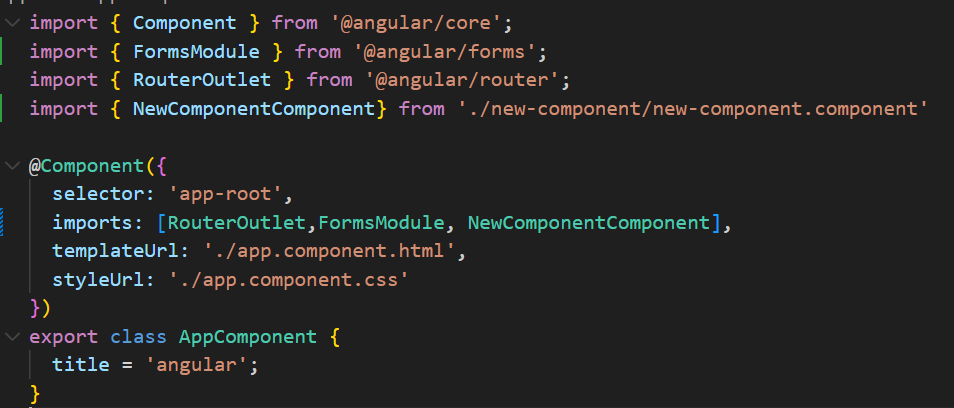 import { Component } from '@angular/core';
import { FormsModule } from '@angular/forms';
import { RouterOutlet } from '@angular/router';
import { NewComponentComponent} from './new-component/new-component.component'
@Component({
  selector: 'app-root',
  imports: [RouterOutlet,FormsModule, NewComponentComponent],
  templateUrl: './app.component.html',
  styleUrl: './app.component.css'
})
export class AppComponent {
  title = 'angular';
}